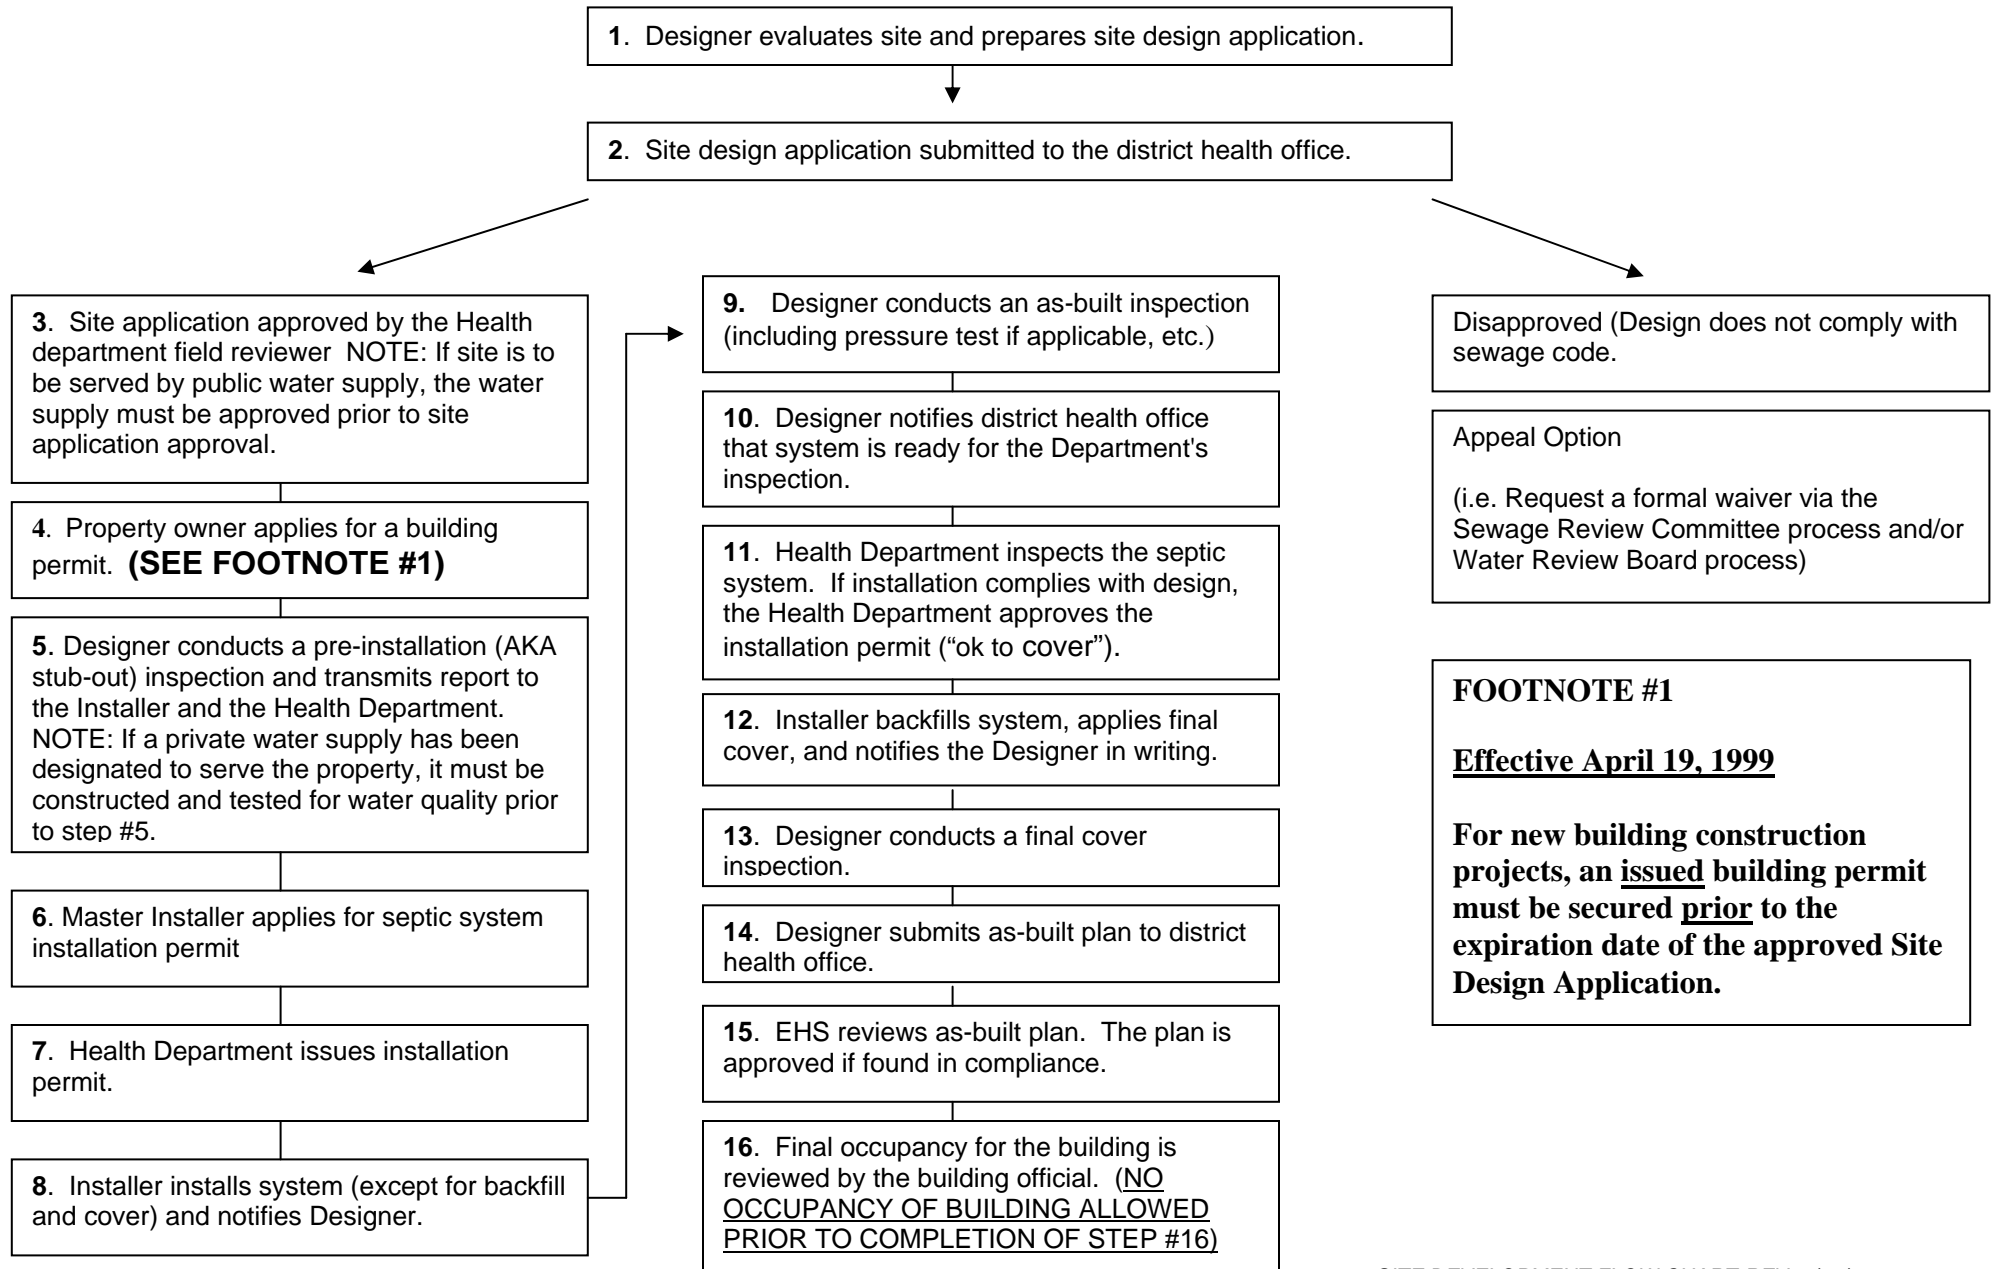 1. Designer evaluates site and prepares site design application.
2. Site design application submitted to the district health office.
3. Site application approved by the Health
department field reviewer NOTE: If site is to
be served by public water supply, the water
supply must be approved prior to site
application approval.
4. Property owner applies for a building
permit. (SEE FOOTNOTE #1)
5. Designer conducts a pre-installation (AKA
stub-out) inspection and transmits report to
the Installer and the Health Department.
NOTE: If a private water supply has been
designated to serve the property, it must be
constructed and tested for water quality prior
to step #5.
6. Master Installer applies for septic system
installation permit
7. Health Department issues installation
permit.
8. Installer installs system (except for backfill
and cover) and notifies Designer.
9. Designer conducts an as-built inspection
(including pressure test if applicable, etc.)
10. Designer notifies district health office
that system is ready for the Department's
inspection.
11. Health Department inspects the septic
system. If installation complies with design,
the Health Department approves the
installation permit (“ok to cover”).
12. Installer backfills system, applies final
cover, and notifies the Designer in writing.
13. Designer conducts a final cover
inspection.
14. Designer submits as-built plan to district
health office.
15. EHS reviews as-built plan. The plan is
approved if found in compliance.
16. Final occupancy for the building is
reviewed by the building official. (NO
OCCUPANCY OF BUILDING ALLOWED
PRIOR TO COMPLETION OF STEP #16)
Disapproved (Design does not comply with
sewage code.
Appeal Option
(i.e. Request a formal waiver via the
Sewage Review Committee process and/or
Water Review Board process)
FOOTNOTE #1
Effective April 19, 1999
For new building construction
projects, an issued building permit
must be secured prior to the
expiration date of the approved Site
Design Application.